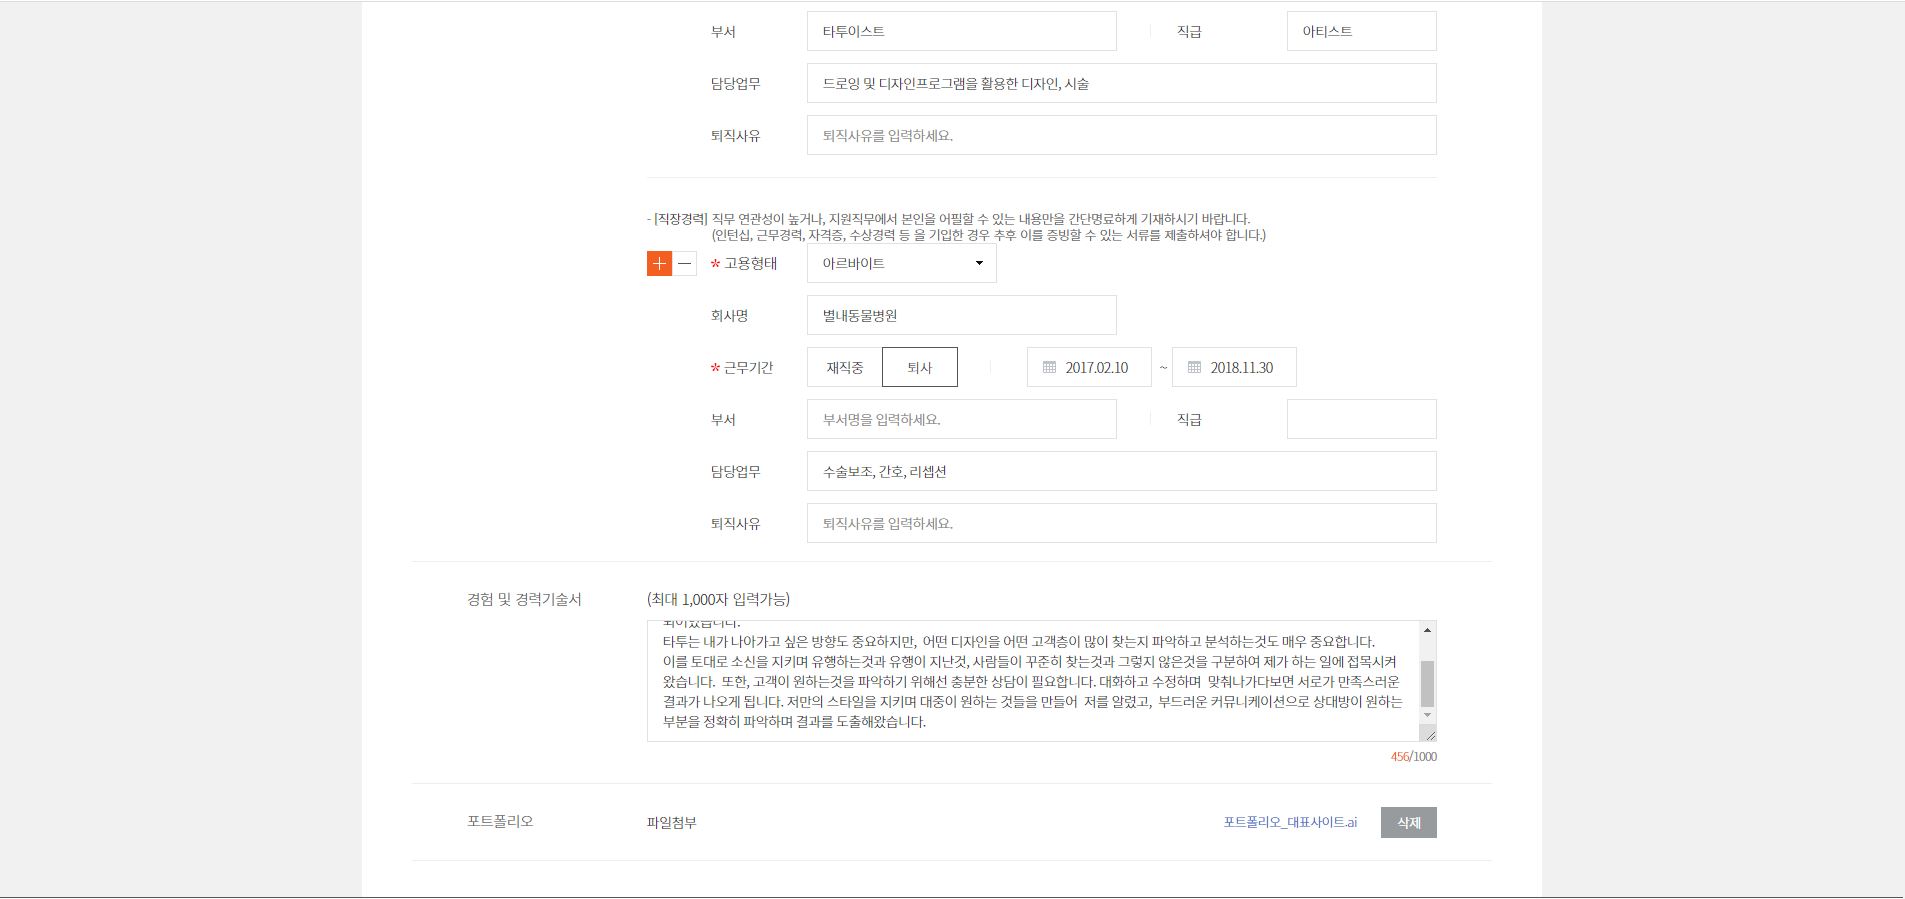 부서 타투이스트 직급 아티스트
담당업무 드로잉 및 디자인프로그램을 활용한 디자인, 시술
퇴직사유 퇴직사유를 입력하세요.
- [직장경력] 직무 연관성이 높거나, 지원직무에서 본인을 어필할 수 있는 내용만을 간단명료하게 기재하시기 바랍니다.
(인턴십, 근무경력, 자격증, 수상경력 등 을 기입한 경우 추후 이를 증빙할 수 있는 서류를 제출하셔야 합니다.)
* 고용형태 아르바이트
회사명 별내동물병원
* 근무기간 재직중 퇴사 2017.02.10 ~ 2018.11.30
부서 부서명을 입력하세요. 직급
담당업무 수술보조, 간호, 리셉션
퇴직사유 퇴직사유를 입력하세요.
경험 및 경력기술서 (최대 1,000자 입력가능)
되어있습니다.
타투는 내가 나아가고 싶은 방향도 중요하지만, 어떤 디자인을 어떤 고객층이 많이 찾는지 파악하고 분석하는것도 매우 중요합니다.
이를 토대로 소신을 지키며 유행하는것과 유행이 지난것, 사람들이 꾸준히 찾는것과 그렇지 않은것을 구분하여 제가 하는 일에 접목시켜
왔습니다. 또한, 고객이 원하는것을 파악하기 위해선 충분한 상담이 필요합니다. 대화하고 수정하며 맞춰나가다보면 서로가 만족스러운
결과가 나오게 됩니다. 저만의 스타일을 지키며 대중이 원하는 것들을 만들어 저를 알렸고, 부드러운 커뮤니케이션으로 상대방이 원하는
부분을 정확히 파악하며 결과를 도출해왔습니다.
456/1000
포트폴리오 파일첨부 포트폴리오_대표사이트.ai 삭제